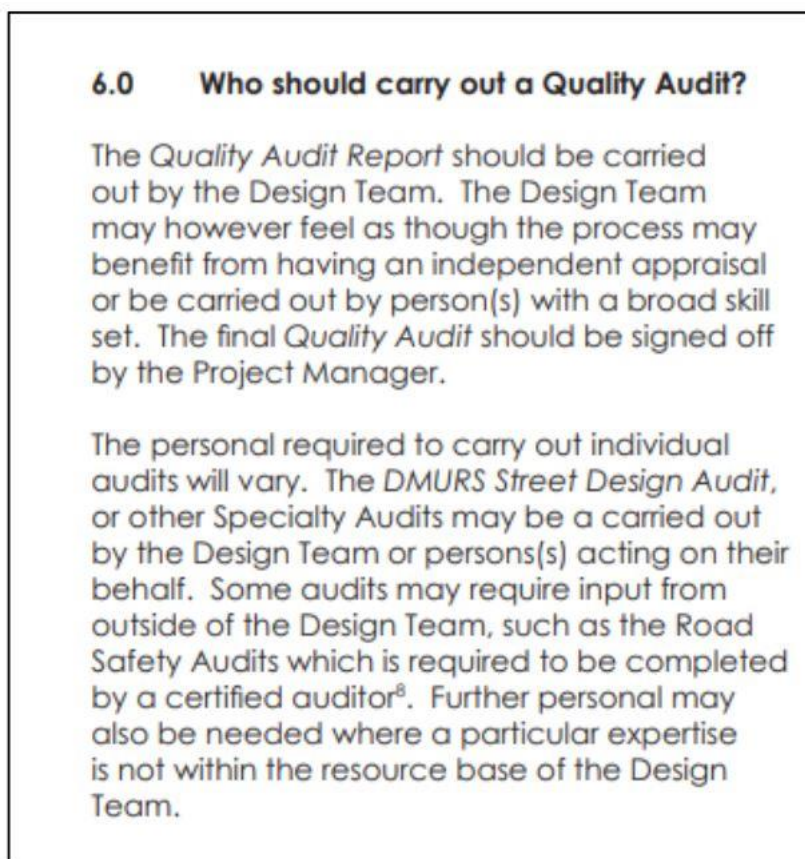 6.0 Who should carry out a Quality Audit?
The Quality Audit Report should be carried
out by the Design Team. The Design Team
may however feel as though the process may
benefit from having an independent appraisal
or be carried out by person(s) with a broad skill
set. The final Quality Audit should be signed off
by the Project Manager.
The personal required to carry out individual
audits will vary. The DMURS Street Design Audit,
or other Specialty Audits may be a carried out
by the Design Team or persons(s) acting on their
behalf. Some audits may require input from
outside of the Design Team, such as the Road
Safety Audits which is required to be completed
by a certified auditor⁸. Further personal may
also be needed where a particular expertise
is not within the resource base of the Design
Team.